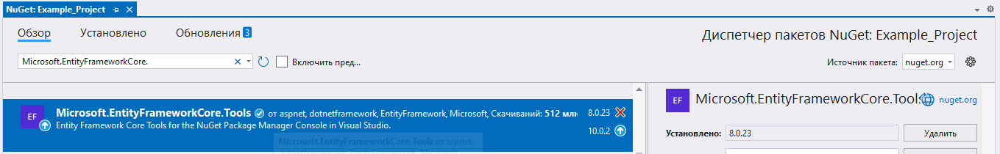 NuGet: Example_Project
Обзор Установлено Обновления 3
Диспетчер пакетов NuGet: Example_Project
Microsoft.EntityFrameworkCore.
Включить пред...
Источник пакета: nuget.org
EF Microsoft.EntityFrameworkCore.Tools от aspnet, dotnetframework, EntityFramework, Microsoft, Скачиваний: 512 млн 8.0.23
Entity Framework Core Tools for the NuGet Package Manager Console in Visual Studio.
10.0.2
Microsoft.EntityFrameworkCore.Tools от aspnet,
dotnetframework, EntityFramework, Microsoft,
EF Microsoft.EntityFrameworkCore.Tools nuget.org
Установлено: 8.0.23 Удалить